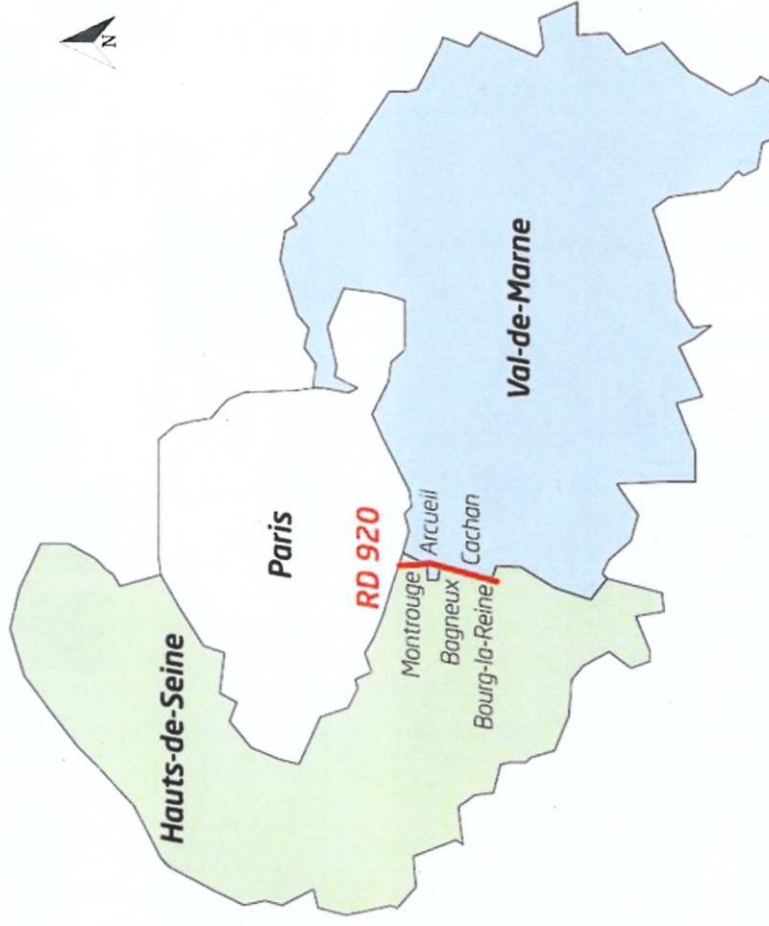 N
Hauts-de-Seine
Paris
RD 920
Montrouge
Arcueil
Bagneux
Cachan
Bourg-la-Reine
Val-de-Marne